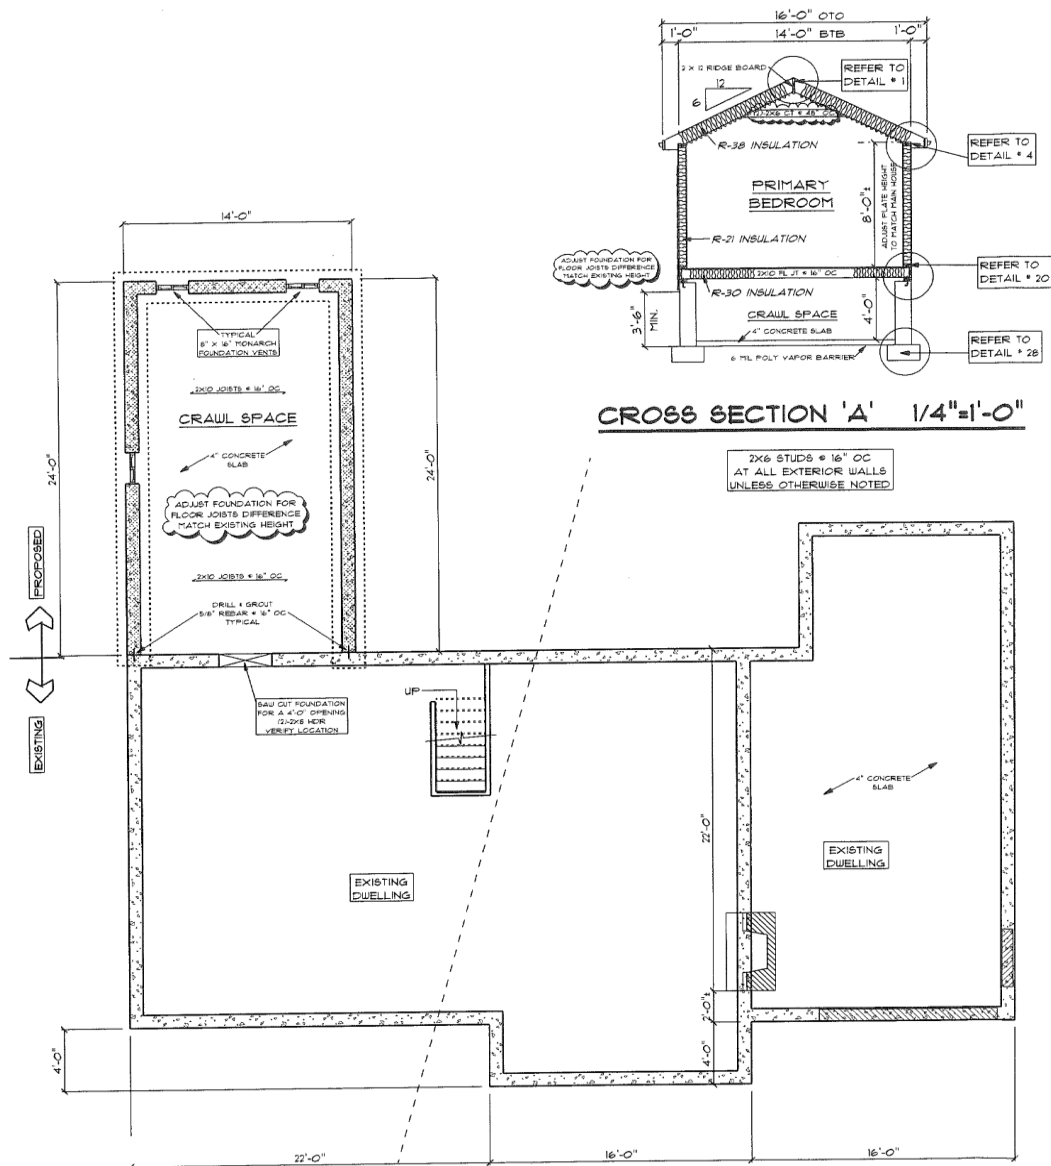 16'-0" OTO
1'-0"
14'-0" BTB
1'-0"
2 X 12 RIDGE BOARD
REFER TO
DETAIL # 1
12
6
(2)-2X6 CT @ 48" OC
R-38 INSULATION
REFER TO
DETAIL # 4
PRIMARY
BEDROOM
8'-0"±
ADJUST PLATE HEIGHT
TO MATCH MAIN HOUSE
R-21 INSULATION
ADJUST FOUNDATION FOR
FLOOR JOISTS DIFFERENCE
MATCH EXISTING HEIGHT
2X10 FL JT @ 16" OC
REFER TO
DETAIL # 20
R-30 INSULATION
3'-6"
MIN.
CRAWL SPACE
4'-0"
4" CONCRETE SLAB
6 MIL POLY VAPOR BARRIER
REFER TO
DETAIL # 28
CROSS SECTION 'A' 1/4"=1'-0"
2X6 STUDS @ 16" OC
AT ALL EXTERIOR WALLS
UNLESS OTHERWISE NOTED
14'-0"
TYPICAL
8" X 16" MONARCH
FOUNDATION VENTS
2X10 JOISTS @ 16" OC
CRAWL SPACE
4" CONCRETE
SLAB
24'-0"
24'-0"
ADJUST FOUNDATION FOR
FLOOR JOISTS DIFFERENCE
MATCH EXISTING HEIGHT
2X10 JOISTS @ 16" OC
DRILL & GROUT
5/8" REBAR @ 16" OC
TYPICAL
PROPOSED
EXISTING
SAW CUT FOUNDATION
FOR A 4'-0" OPENING
(2)-2X8 HDR
VERIFY LOCATION
UP
4" CONCRETE
SLAB
22'-0"
EXISTING
DWELLING
EXISTING
DWELLING
2'-0"±
4'-0"
4'-0"
22'-0"
16'-0"
16'-0"